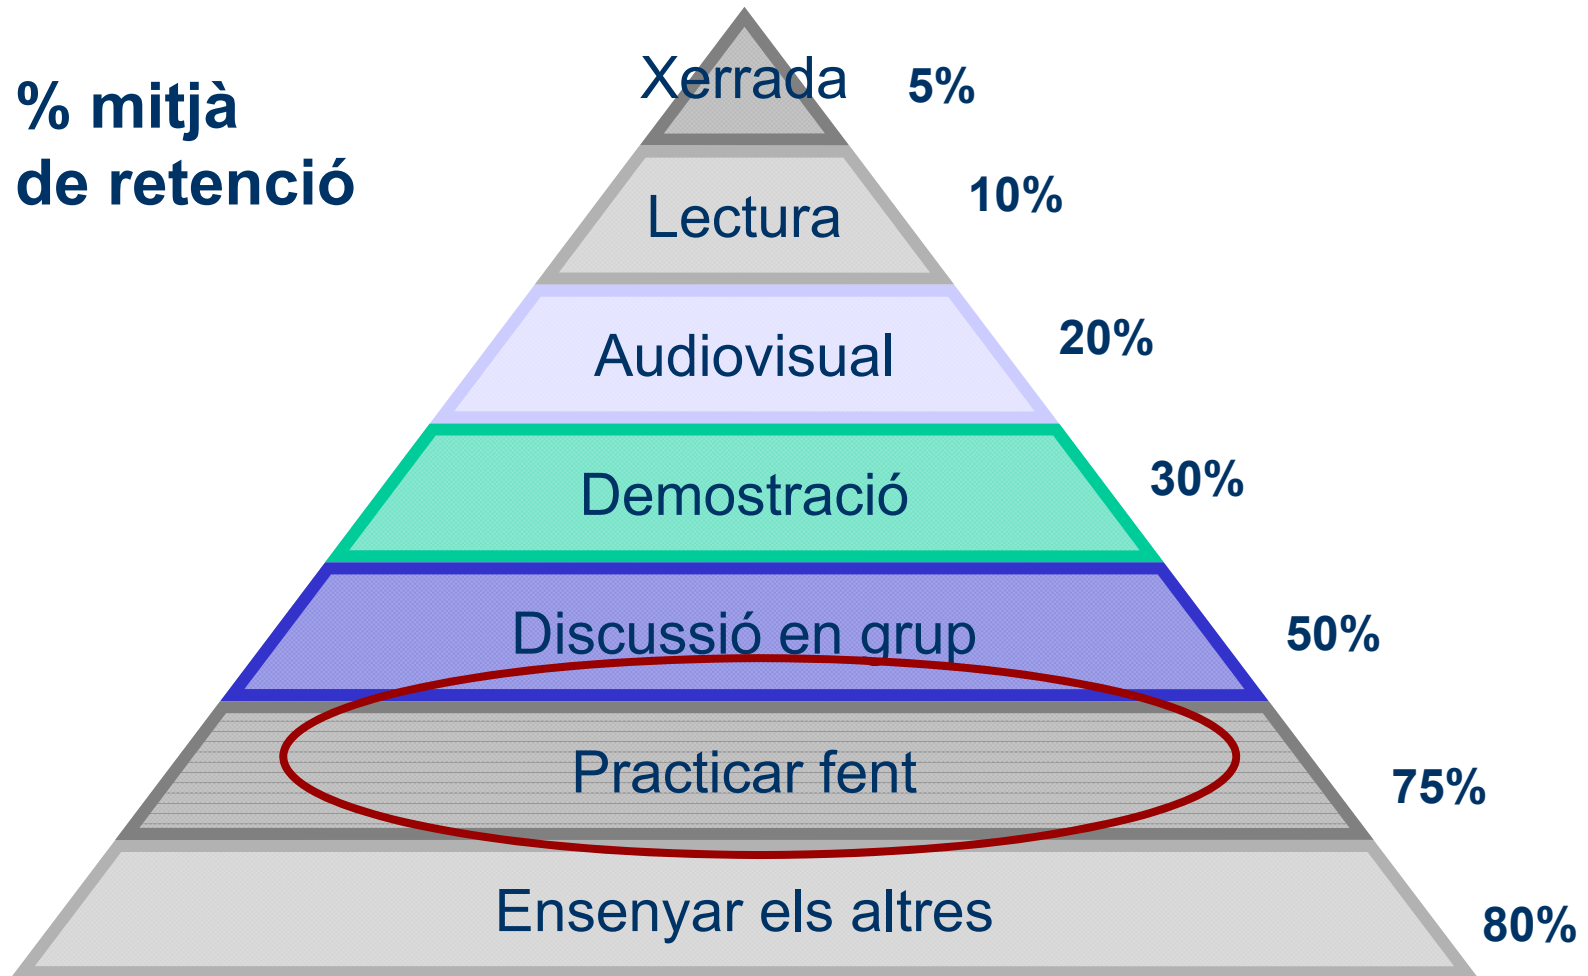 % mitjà
de retenció
Xerrada 5%
Lectura 10%
Audiovisual 20%
Demostració 30%
Discussió en grup 50%
Practicar fent 75%
Ensenyar els altres 80%